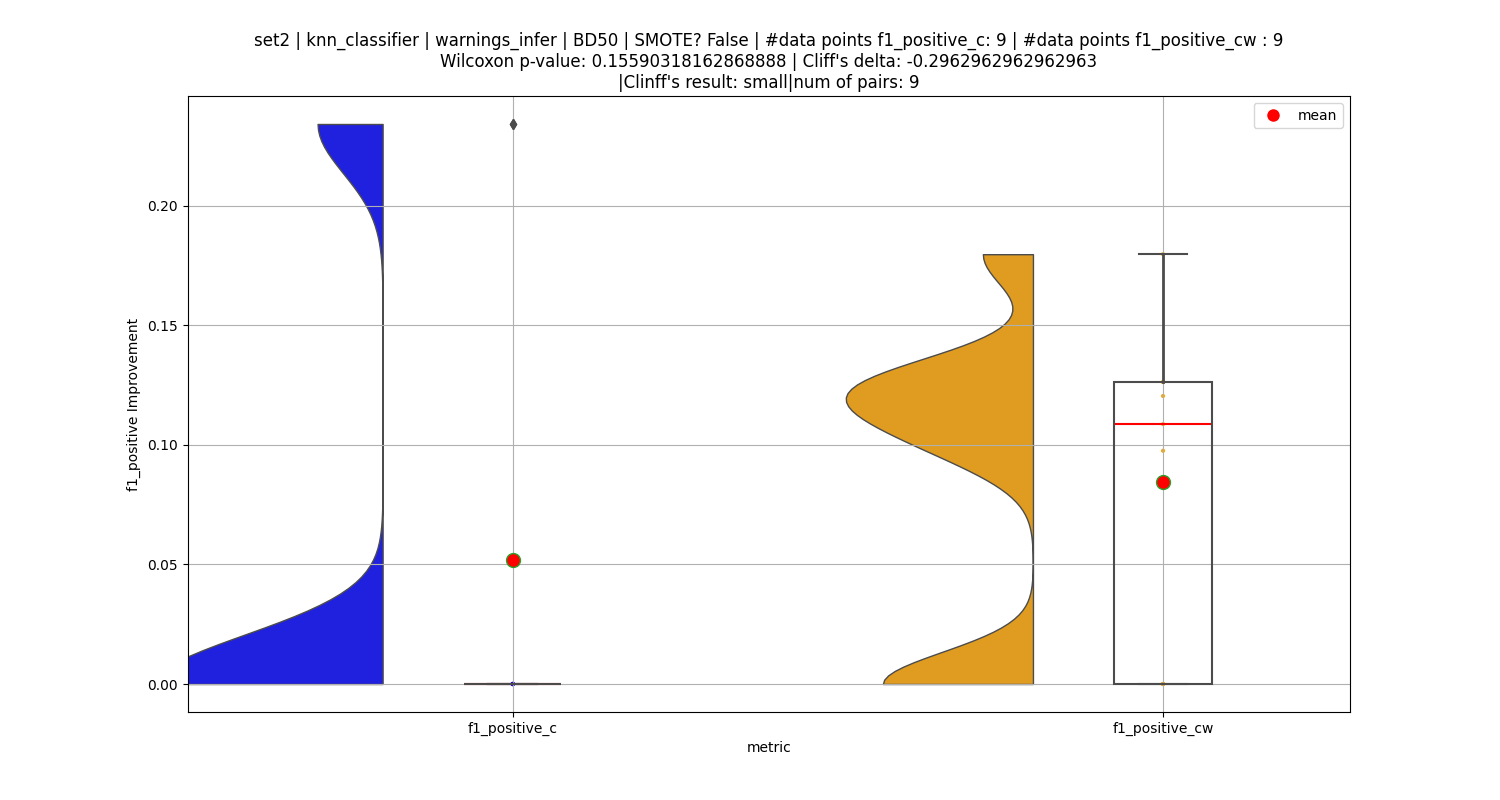 set2 | knn_classifier | warnings_infer | BD50 | SMOTE? False | #data points f1_positive_c: 9 | #data points f1_positive_cw : 9
Wilcoxon p-value: 0.15590318162868888 | Cliff's delta: -0.2962962962962963
|Clinff's result: small|num of pairs: 9
mean
0.20
0.15
0.10
0.05
0.00
f1_positive Improvement
f1_positive_c
f1_positive_cw
metric